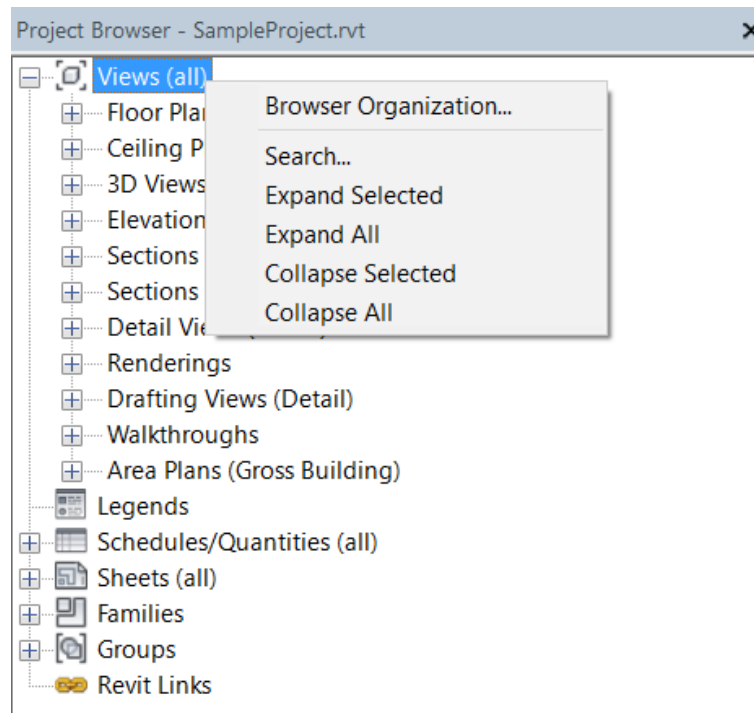 Project Browser - SampleProject.rvt
Views (all)
Browser Organization...
Search...
Expand Selected
Expand All
Collapse Selected
Collapse All
Floor
Ceiling
3D Views
Elevation
Sections
Sections
Detail
Renderings
Drafting Views (Detail)
Walkthroughs
Area Plans (Gross Building)
Legends
Schedules/Quantities (all)
Sheets (all)
Families
Groups
Revit Links